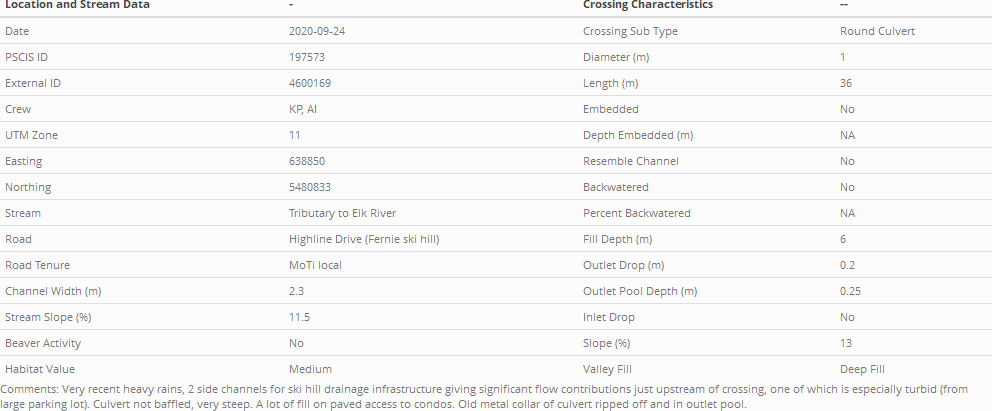 Location and Stream Data - Crossing Characteristics --
Date 2020-09-24 Crossing Sub Type Round Culvert
PSCIS ID 197573 Diameter (m) 1
External ID 4600169 Length (m) 36
Crew KP, AI Embedded No
UTM Zone 11 Depth Embedded (m) NA
Easting 638850 Resemble Channel No
Northing 5480833 Backwatered No
Stream Tributary to Elk River Percent Backwatered NA
Road Highline Drive (Fernie ski hill) Fill Depth (m) 6
Road Tenure MoTi local Outlet Drop (m) 0.2
Channel Width (m) 2.3 Outlet Pool Depth (m) 0.25
Stream Slope (%) 11.5 Inlet Drop No
Beaver Activity No Slope (%) 13
Habitat Value Medium Valley Fill Deep Fill
Comments: Very recent heavy rains, 2 side channels for ski hill drainage infrastructure giving significant flow contributions just upstream of crossing, one of which is especially turbid (from
large parking lot). Culvert not baffled, very steep. A lot of fill on paved access to condos. Old metal collar of culvert ripped off and in outlet pool.